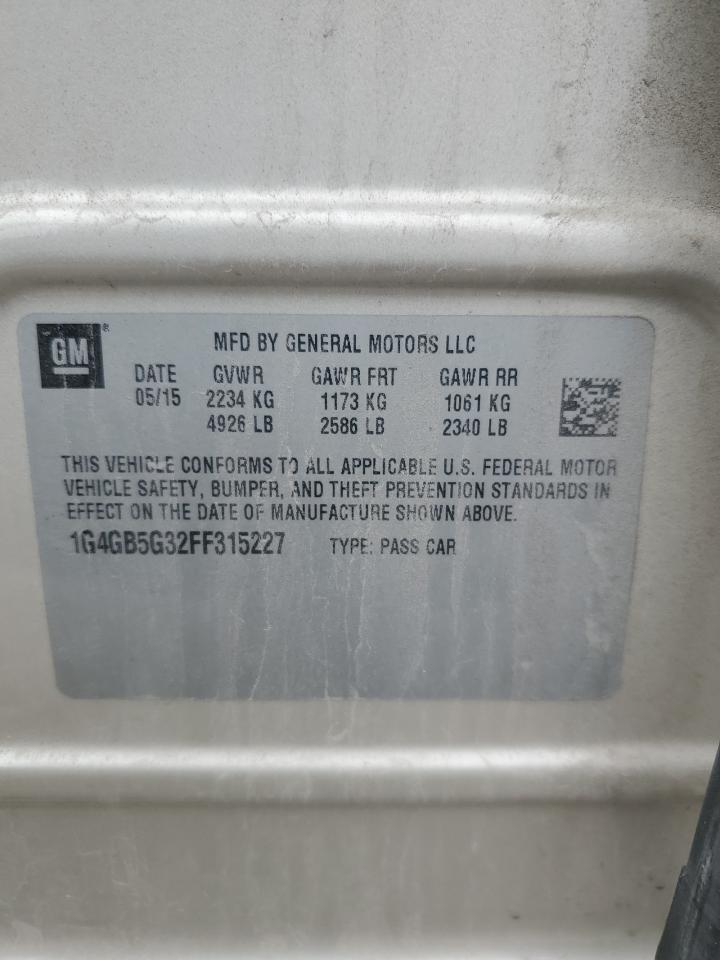 GM®
MFD BY GENERAL MOTORS LLC
DATE GVWR GAWR FRT GAWR RR
05/15 2234 KG 1173 KG 1061 KG
4926 LB 2586 LB 2340 LB
THIS VEHICLE CONFORMS TO ALL APPLICABLE U.S. FEDERAL MOTOR
VEHICLE SAFETY, BUMPER, AND THEFT PREVENTION STANDARDS IN
EFFECT ON THE DATE OF MANUFACTURE SHOWN ABOVE.
1G4GB5G32FF315227 TYPE: PASS CAR